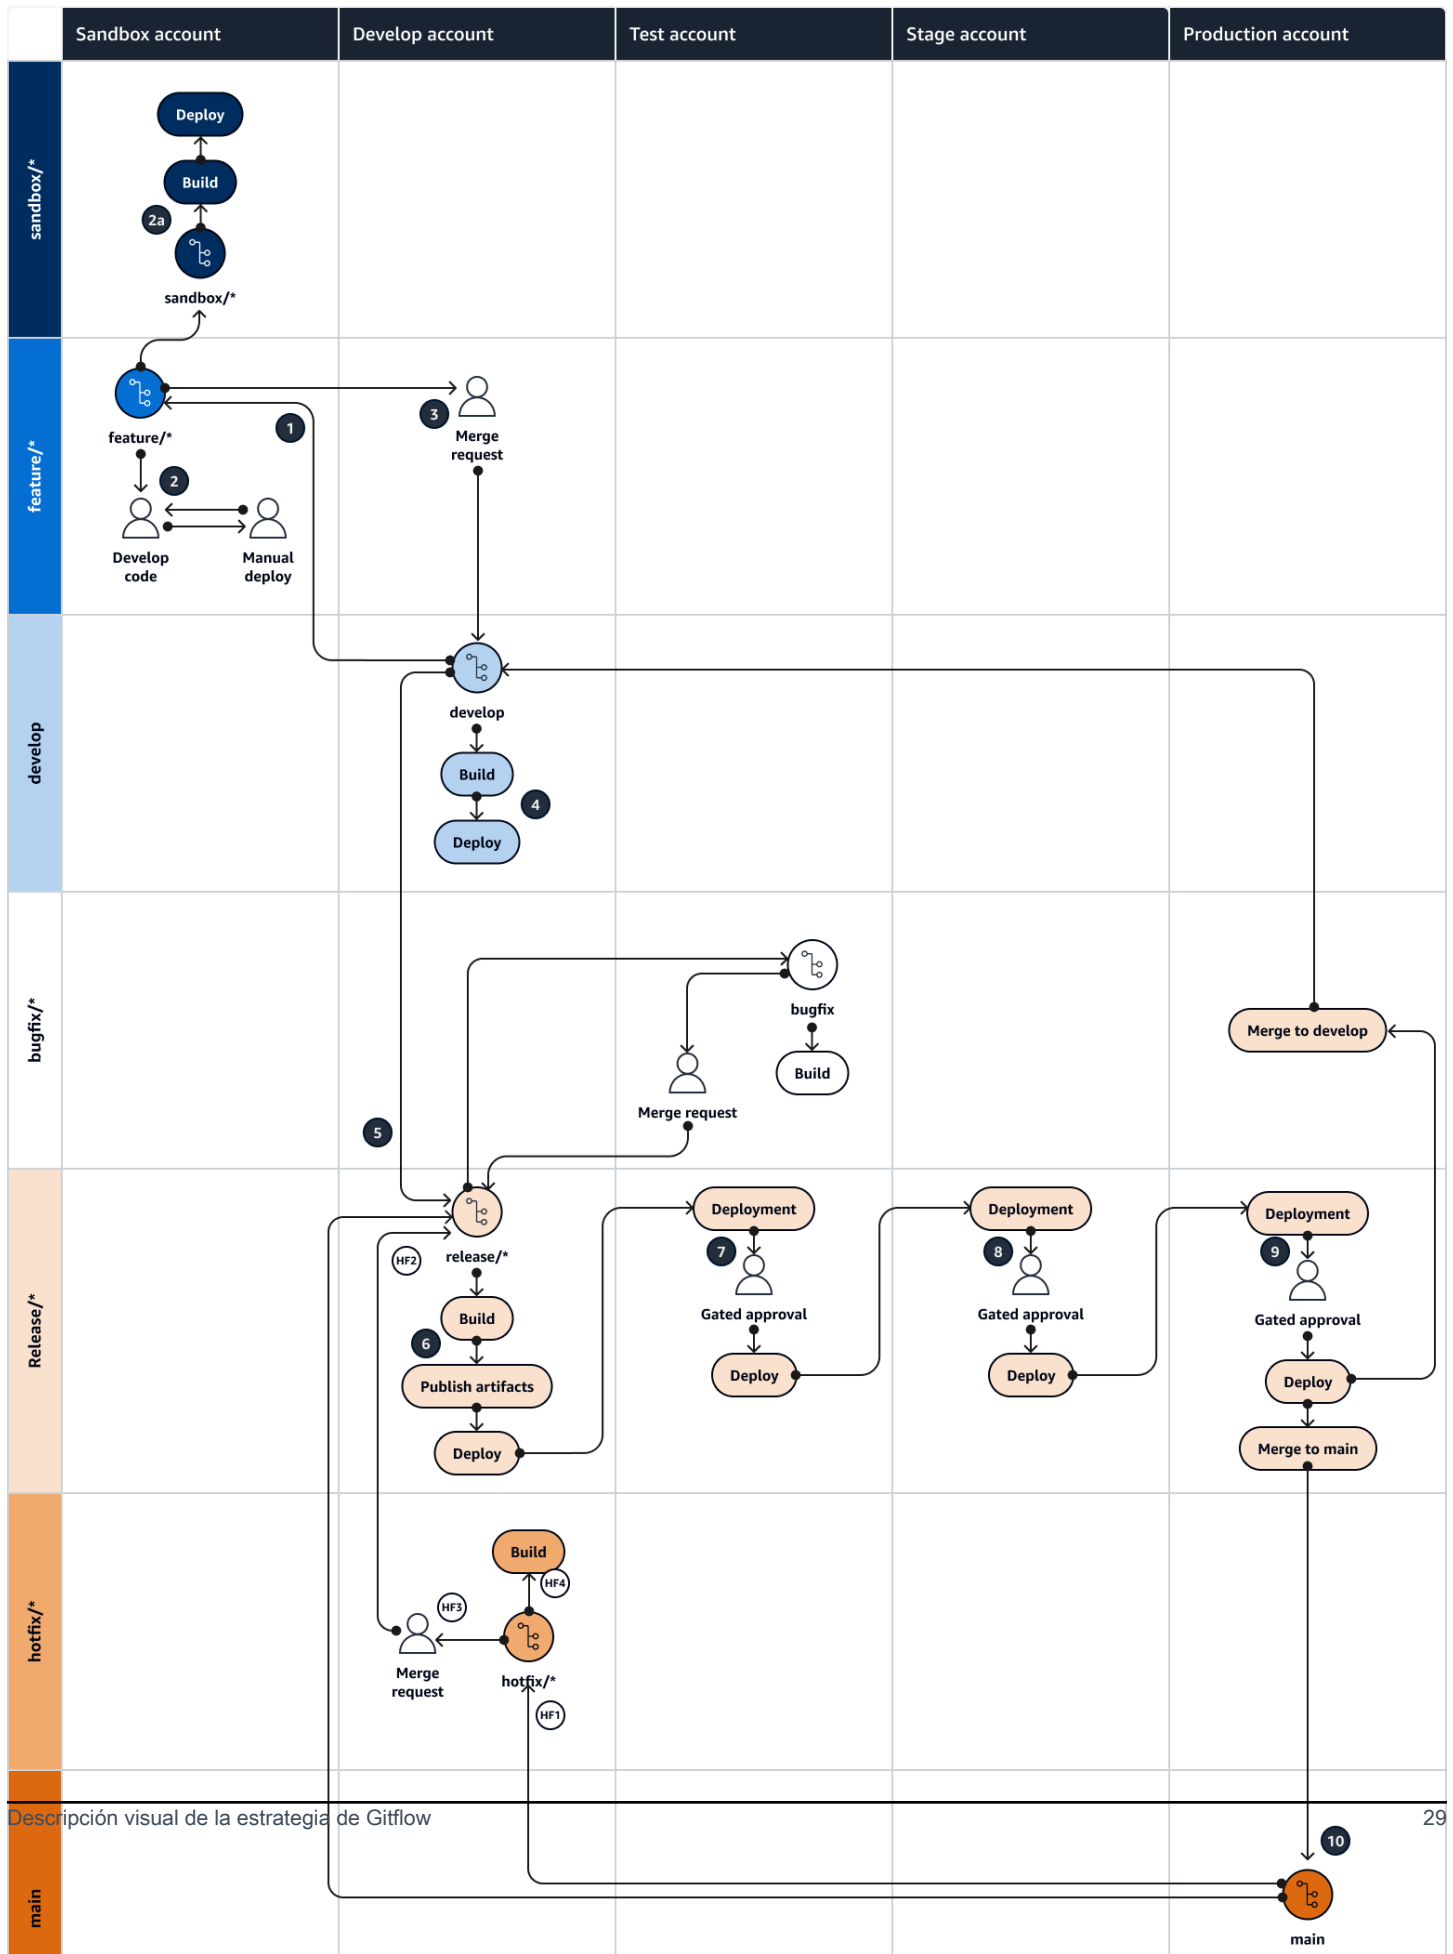 Sandbox account
Develop account
Test account
Stage account
Production account
sandbox/*
Deploy
Build
2a
sandbox/*
feature/*
feature/*
1
3
Merge
request
2
Develop
code
Manual
deploy
develop
develop
Build
4
Deploy
bugfix/*
bugfix
Build
Merge request
Merge to develop
5
Release/*
release/*
HF2
Build
6
Publish artifacts
Deploy
Deployment
7
Gated approval
Deploy
Deployment
8
Gated approval
Deploy
Deployment
9
Gated approval
Deploy
Merge to main
hotfix/*
Build
HF4
HF3
Merge
request
hotfix/*
HF1
Descripción visual de la estrategia de Gitflow
29
main
10
main